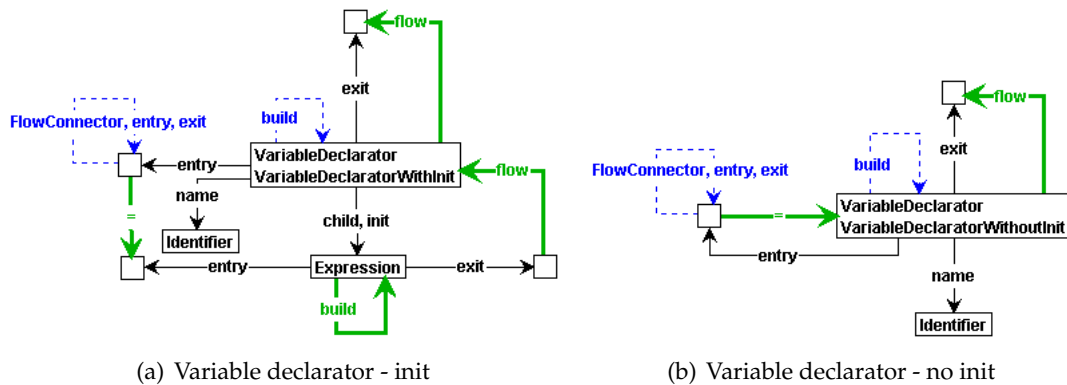 flow
exit
build
FlowConnector, entry, exit
entry
VariableDeclarator
VariableDeclaratorWithInit
flow
name
=
child, init
Identifier
entry
Expression
exit
build
(a) Variable declarator - init
flow
exit
build
FlowConnector, entry, exit
=
VariableDeclarator
VariableDeclaratorWithoutInit
entry
name
Identifier
(b) Variable declarator - no init